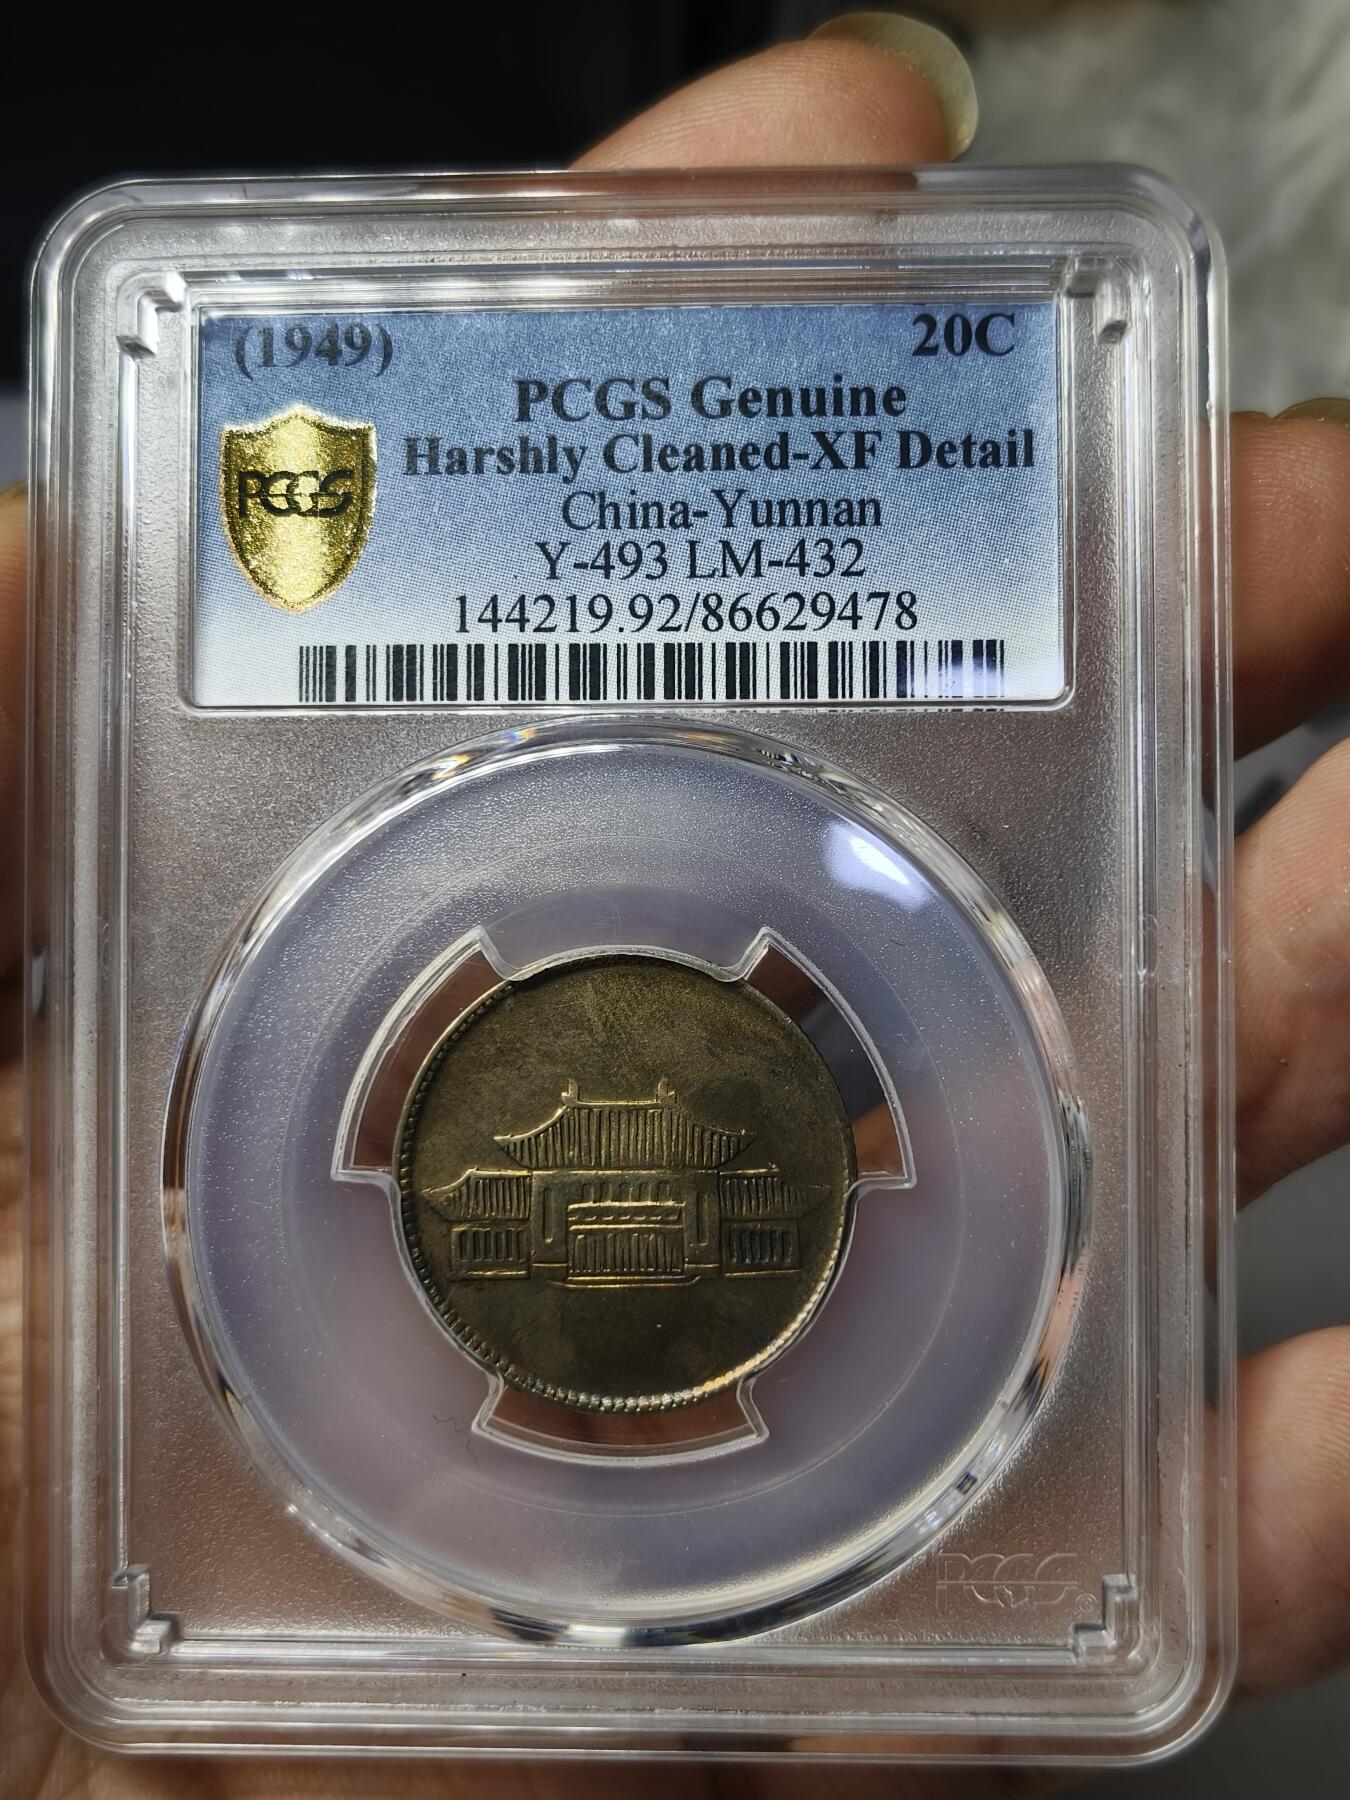 (1949) 20C
PCGS Genuine
Harshly Cleaned-XF Detail
PCGS
China-Yunnan
Y-493 LM-432
144219.92/86629478
PCGS®